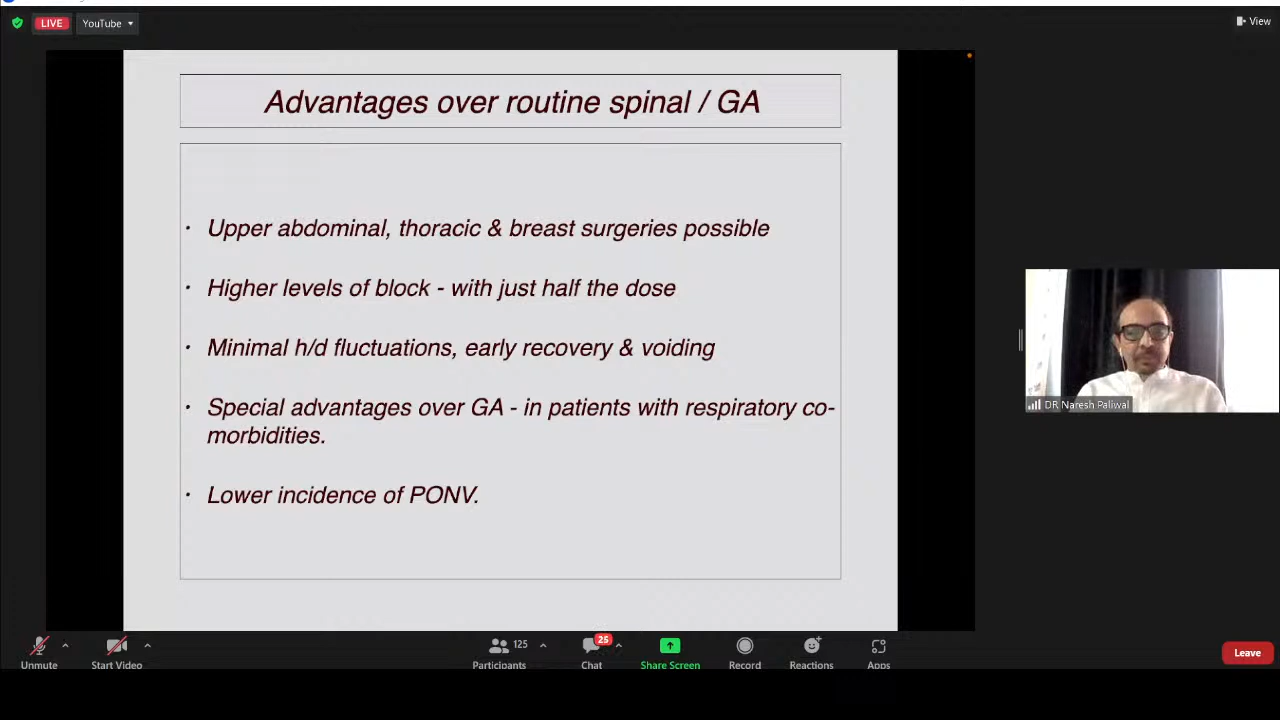 LIVE
YouTube
View
Advantages over routine spinal / GA
· Upper abdominal, thoracic & breast surgeries possible
· Higher levels of block - with just half the dose
· Minimal h/d fluctuations, early recovery & voiding
· Special advantages over GA - in patients with respiratory co-
morbidities.
· Lower incidence of PONV.
DR Naresh Paliwal
125
25
Unmute
Start Video
Participants
Chat
Share Screen
Record
Reactions
Apps
Leave